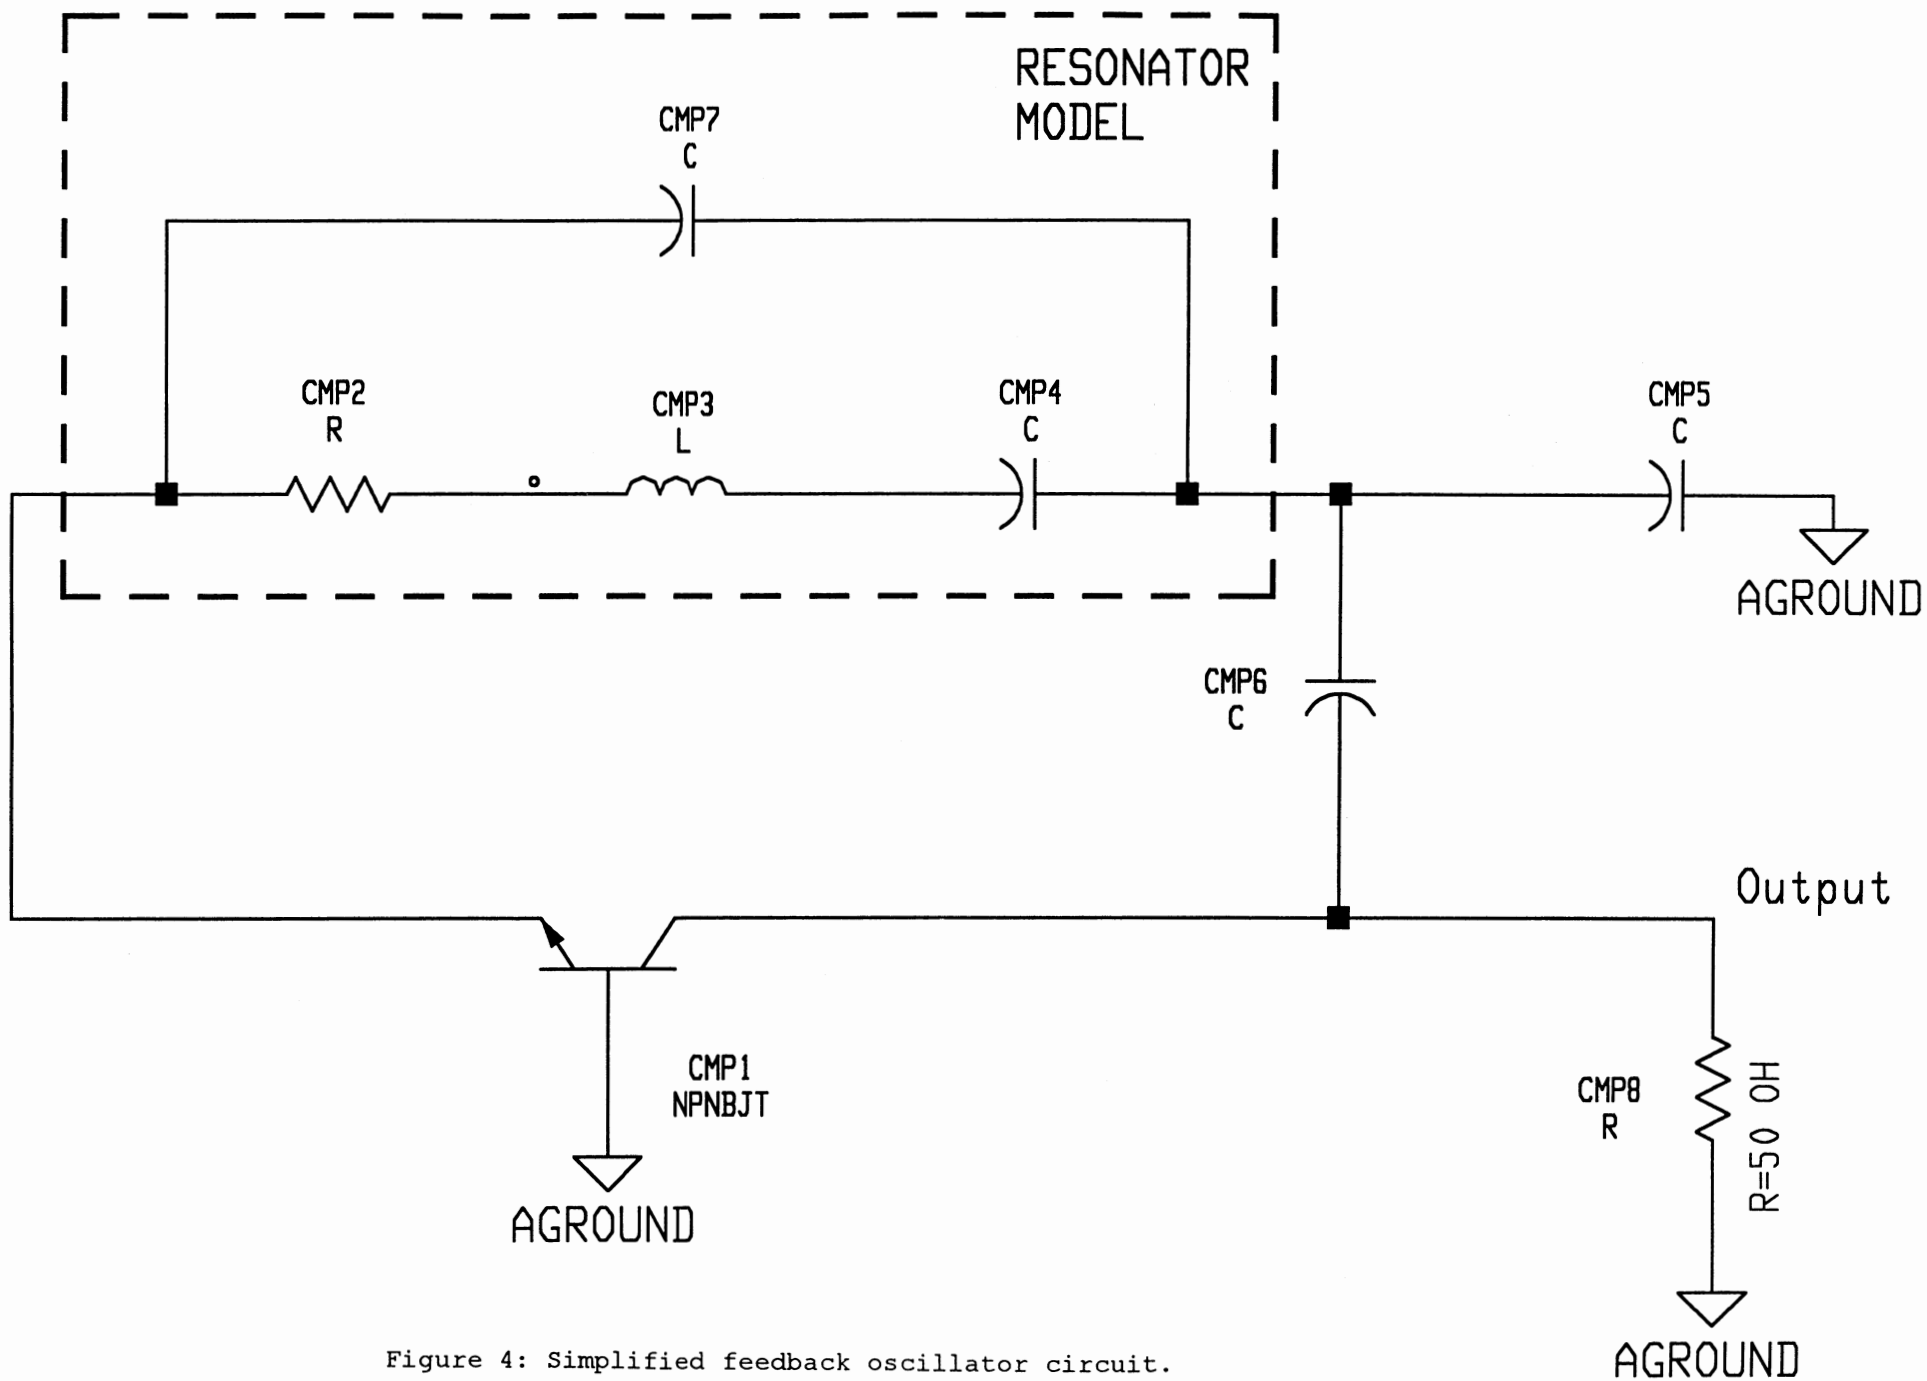 RESONATOR
MODEL
CMP7
C
CMP2
R
CMP3
L
CMP4
C
CMP5
C
AGROUND
CMP6
C
Output
CMP1
NPNBJT
AGROUND
CMP8
R
R=50 OH
AGROUND
Figure 4: Simplified feedback oscillator circuit.